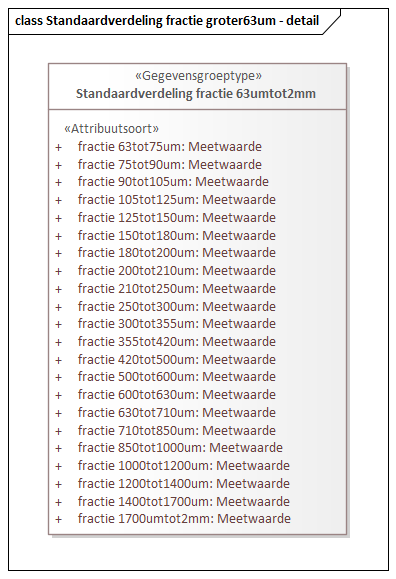 class Standaardverdeling fractie groter63um - detail
«Gegevensgroeptype»
Standaardverdeling fractie 63umtot2mm
«Attribuutsoort»
+ fractie 63tot75um: Meetwaarde
+ fractie 75tot90um: Meetwaarde
+ fractie 90tot105um: Meetwaarde
+ fractie 105tot125um: Meetwaarde
+ fractie 125tot150um: Meetwaarde
+ fractie 150tot180um: Meetwaarde
+ fractie 180tot200um: Meetwaarde
+ fractie 200tot210um: Meetwaarde
+ fractie 210tot250um: Meetwaarde
+ fractie 250tot300um: Meetwaarde
+ fractie 300tot355um: Meetwaarde
+ fractie 355tot420um: Meetwaarde
+ fractie 420tot500um: Meetwaarde
+ fractie 500tot600um: Meetwaarde
+ fractie 600tot630um: Meetwaarde
+ fractie 630tot710um: Meetwaarde
+ fractie 710tot850um: Meetwaarde
+ fractie 850tot1000um: Meetwaarde
+ fractie 1000tot1200um: Meetwaarde
+ fractie 1200tot1400um: Meetwaarde
+ fractie 1400tot1700um: Meetwaarde
+ fractie 1700umtot2mm: Meetwaarde